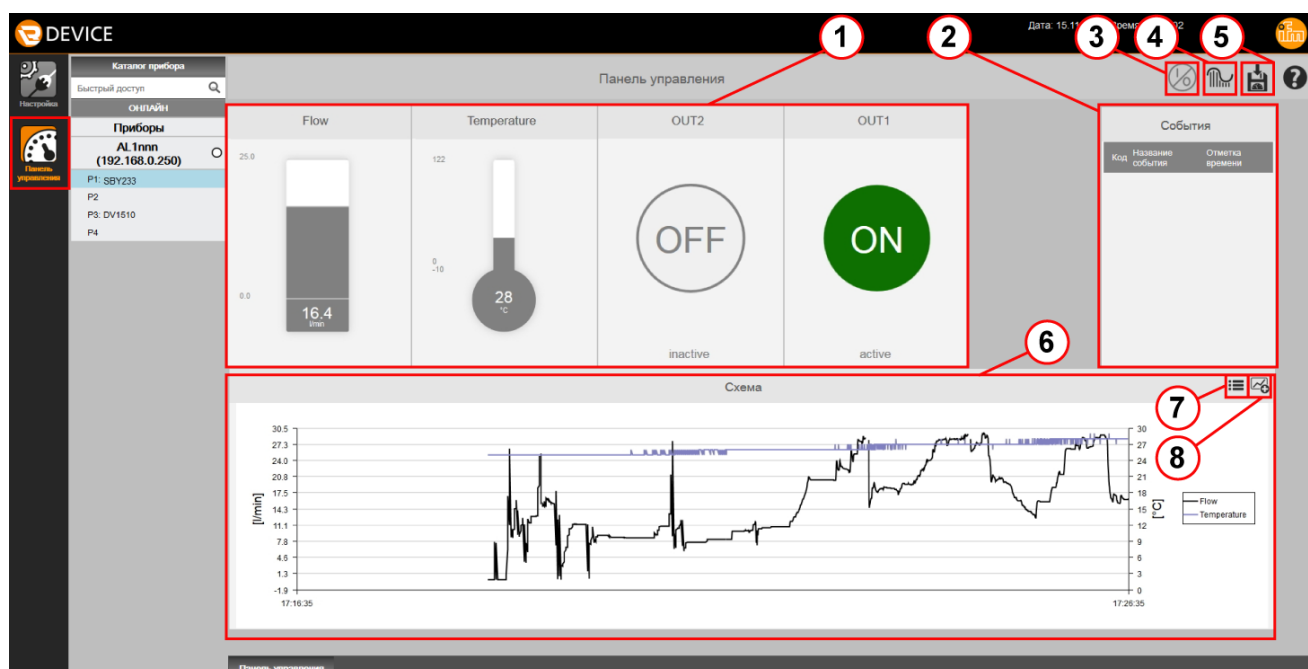 DEVICE
Дата: 15.11
1
2
3
4
5
Настройка
Панель
управления
Каталог прибора
Быстрый доступ
ОНЛАЙН
Приборы
AL1nnn
(192.168.0.250)
P1: SBY233
P2
P3: DV1510
P4
Панель управления
Flow
Temperature
OUT2
OUT1
25.0
0.0
16.4
l/min
122
0
-10
28
°C
OFF
ON
inactive
active
События
Код
Название
события
Отметка
времени
6
Схема
7
8
30.5
27.3
24.0
20.8
17.5
14.3
11.1
7.8
4.6
1.3
-1.9
[l/min]
17:16:35
17:26:35
30
27
24
21
18
15
12
9
6
3
0
[°C]
Flow
Temperature
Панель управления